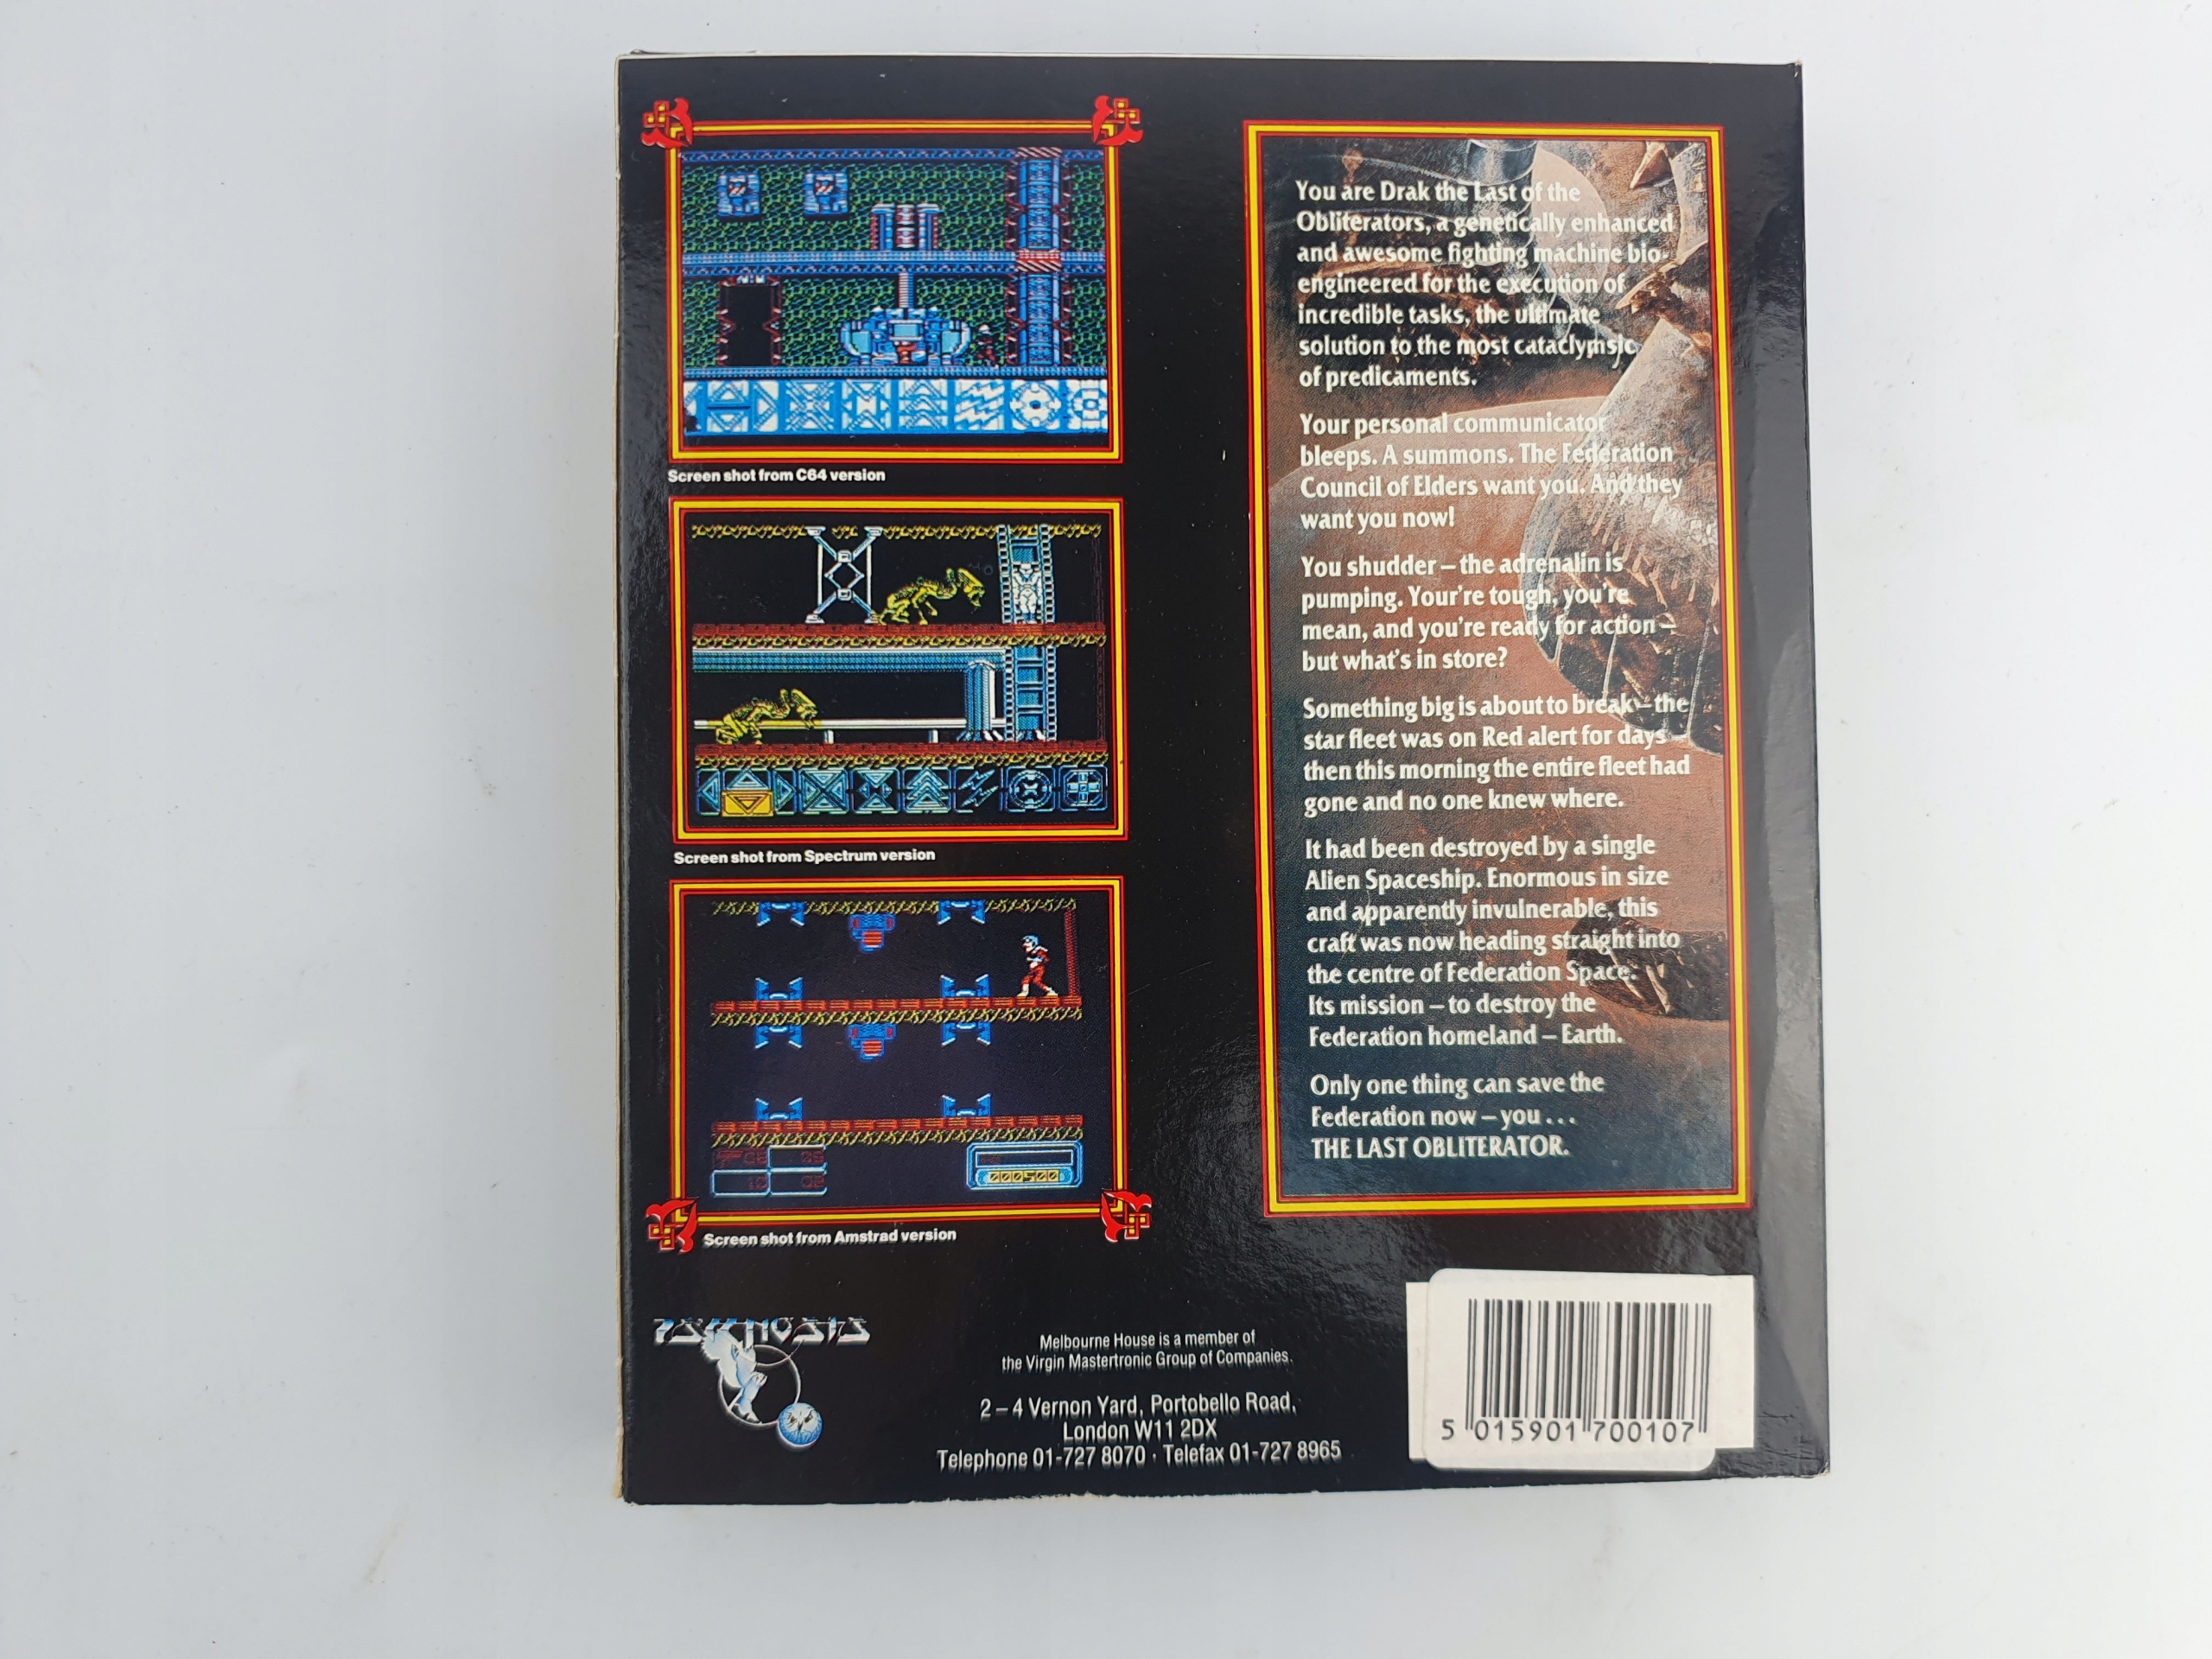 Screen shot from C64 version
Screen shot from Spectrum version
000500
Screen shot from Amstrad version
You are Drak the Last of the
Obliterators, a genetically enhanced
and awesome fighting machine bio-
engineered for the execution of
incredible tasks, the ultimate
solution to the most cataclymsic
of predicaments.
Your personal communicator
bleeps. A summons. The Federation
Council of Elders want you. And they
want you now!
You shudder – the adrenalin is
pumping. Your're tough, you're
mean, and you're ready for action –
but what's in store?
Something big is about to break – the
star fleet was on Red alert for days –
then this morning the entire fleet had
gone and no one knew where.
It had been destroyed by a single
Alien Spaceship. Enormous in size
and apparently invulnerable, this
craft was now heading straight into
the centre of Federation Space.
Its mission – to destroy the
Federation homeland – Earth.
Only one thing can save the
Federation now – you . . .
THE LAST OBLITERATOR.
PSYGNOSIS
Melbourne House is a member of
the Virgin Mastertronic Group of Companies.
2 – 4 Vernon Yard, Portobello Road,
London W11 2DX
Telephone 01-727 8070 · Telefax 01-727 8965
5 015901 700107